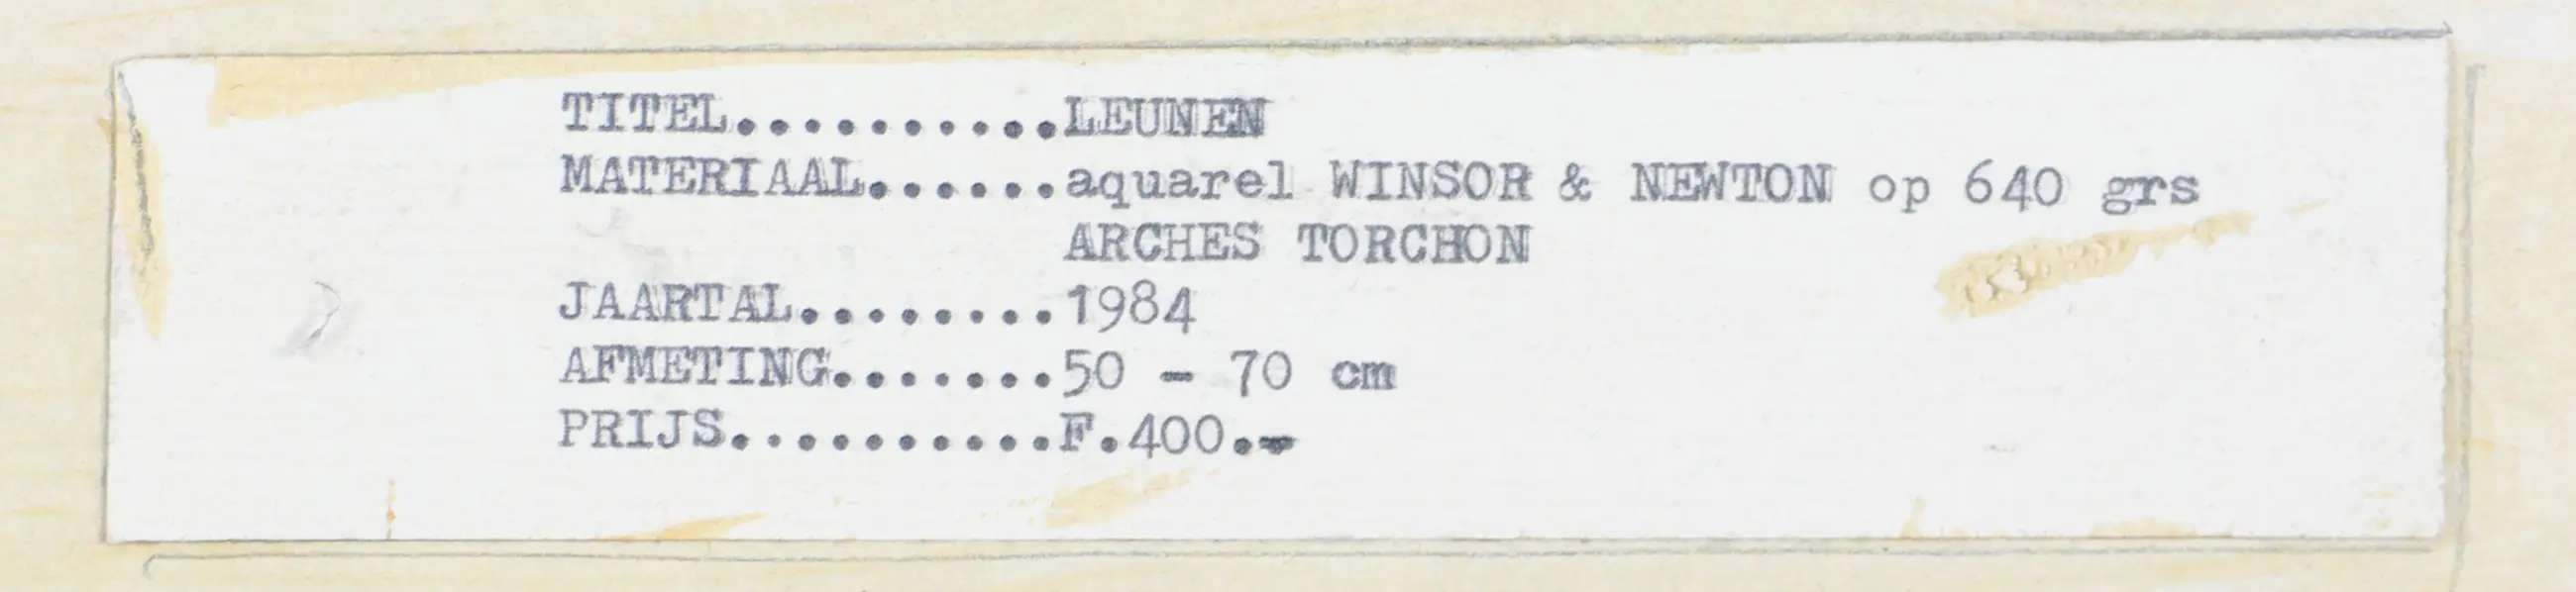 TITEL..........LEUNEN
MATERIAAL......aquarel WINSOR & NEWTON op 640 grs
ARCHES TORCHON
JAARTAL........1984
AFMETING.......50 - 70 cm
PRIJS..........F.400.-